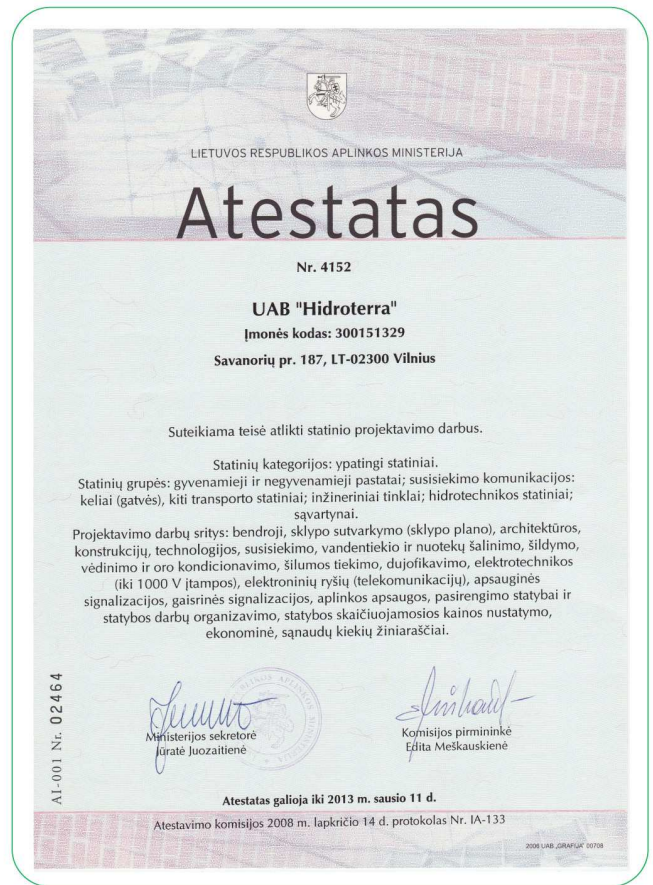 LIETUVOS RESPUBLIKOS APLINKOS MINISTERIJA
Atestatas
Nr. 4152
UAB "Hidroterra"
Įmonės kodas: 300151329
Savanorių pr. 187, LT-02300 Vilnius
Suteikiama teisė atlikti statinio projektavimo darbus.
Statinių kategorijos: ypatingi statiniai.
Statinių grupės: gyvenamieji ir negyvenamieji pastatai; susisiekimo komunikacijos:
keliai (gatvės), kiti transporto statiniai; inžineriniai tinklai; hidrotechnikos statiniai;
sąvartynai.
Projektavimo darbų sritys: bendroji, sklypo sutvarkymo (sklypo plano), architektūros,
konstrukcijų, technologijos, susisiekimo, vandentiekio ir nuotekų šalinimo, šildymo,
vėdinimo ir oro kondicionavimo, šilumos tiekimo, dujofikavimo, elektrotechnikos
(iki 1000 V įtampos), elektroninių ryšių (telekomunikacijų), apsauginės
signalizacijos, gaisrinės signalizacijos, aplinkos apsaugos, pasirengimo statybai ir
statybos darbų organizavimo, statybos skaičiuojamosios kainos nustatymo,
ekonominė, sąnaudų kiekių žiniaraščiai.
AI-001 Nr. 02464
Ministerijos sekretorė
Jūratė Juozaitienė
Komisijos pirmininkė
Edita Meškauskienė
Atestatas galioja iki 2013 m. sausio 11 d.
Atestavimo komisijos 2008 m. lapkričio 14 d. protokolas Nr. IA-133
2006 UAB „GRAFIJA" 00708